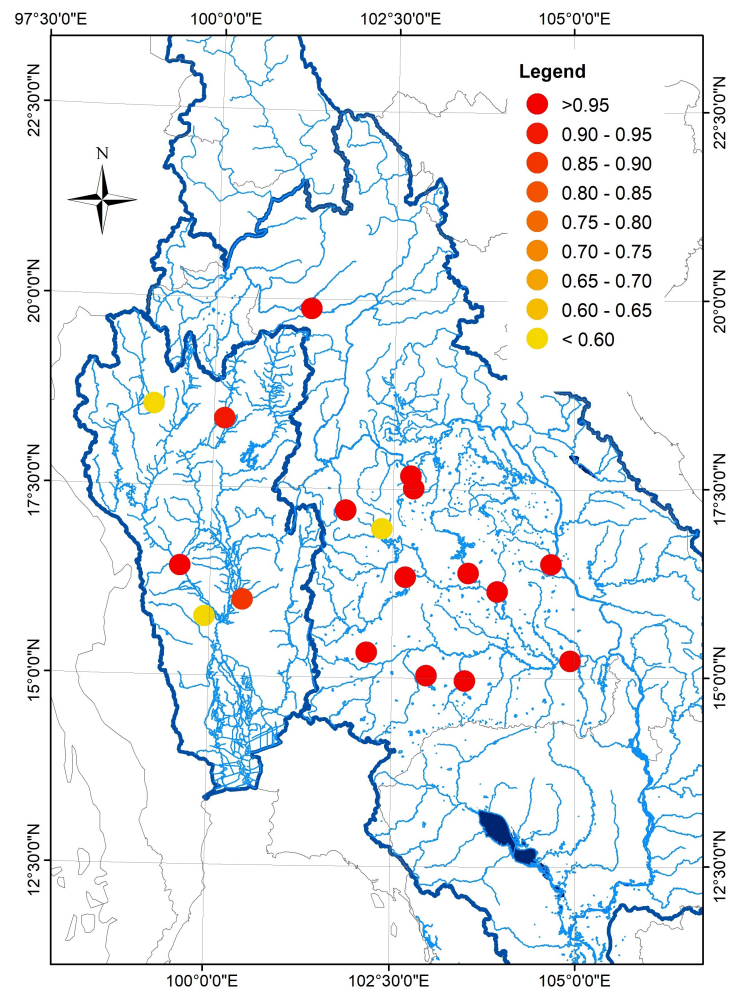 97°30'0"E 100°0'0"E 102°30'0"E 105°0'0"E
Legend
>0.95
0.90 - 0.95
0.85 - 0.90
0.80 - 0.85
0.75 - 0.80
0.70 - 0.75
0.65 - 0.70
0.60 - 0.65
< 0.60
N
22°30'0"N 22°30'0"N
20°0'0"N 20°0'0"N
17°30'0"N 17°30'0"N
15°0'0"N 15°0'0"N
12°30'0"N 12°30'0"N
100°0'0"E 102°30'0"E 105°0'0"E